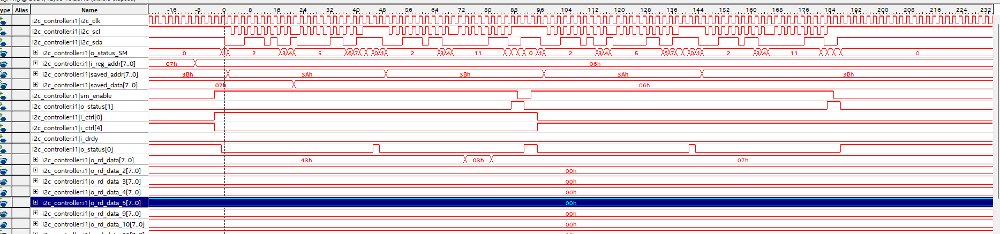 ype Alias Name -16 -8 0 8 16 24 32 40 48 56 64 72 80 88 96 104 112 120 128 136 144 152 160 168 176 184 192 200 208 216 224 232
i2c_controller:i1|i2c_clk
i2c_controller:i1|i2c_scl
i2c_controller:i1|i2c_sda
i2c_controller:i1|o_status_SM 0 1 2 3 4 5 6 7 0 1 2 3 4 11 0 1 2 3 4 5 6 7 0 1 2 3 4 11 0
i2c_controller:i1|i_reg_addr[7..0] 07h 06h
i2c_controller:i1|saved_addr[7..0] 3Bh 3Ah 3Bh 3Ah 3Bh
i2c_controller:i1|saved_data[7..0] 07h 06h
i2c_controller:i1|sm_enable
i2c_controller:i1|o_status[1]
i2c_controller:i1|i_ctrl[0]
i2c_controller:i1|i_ctrl[4]
i2c_controller:i1|i_drdy
i2c_controller:i1|o_status[0]
i2c_controller:i1|o_rd_data[7..0] 43h 03h 07h
i2c_controller:i1|o_rd_data_2[7..0] 00h
i2c_controller:i1|o_rd_data_3[7..0] 00h
i2c_controller:i1|o_rd_data_4[7..0] 00h
i2c_controller:i1|o_rd_data_5[7..0] 00h
i2c_controller:i1|o_rd_data_9[7..0] 00h
i2c_controller:i1|o_rd_data_10[7..0] 00h